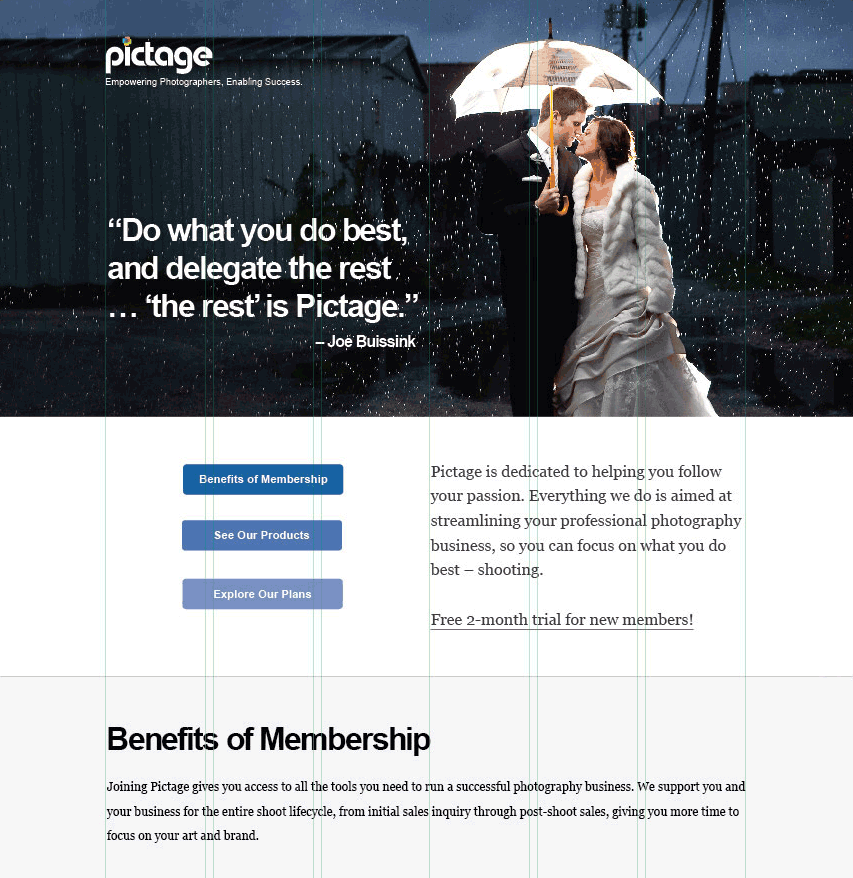 pictage
Empowering Photographers, Enabling Success.
“Do what you do best,
and delegate the rest
… ‘the rest’ is Pictage.”
– Joe Buissink
Benefits of Membership
See Our Products
Explore Our Plans
Pictage is dedicated to helping you follow
your passion. Everything we do is aimed at
streamlining your professional photography
business, so you can focus on what you do
best – shooting.
Free 2-month trial for new members!
Benefits of Membership
Joining Pictage gives you access to all the tools you need to run a successful photography business. We support you and
your business for the entire shoot lifecycle, from initial sales inquiry through post-shoot sales, giving you more time to
focus on your art and brand.